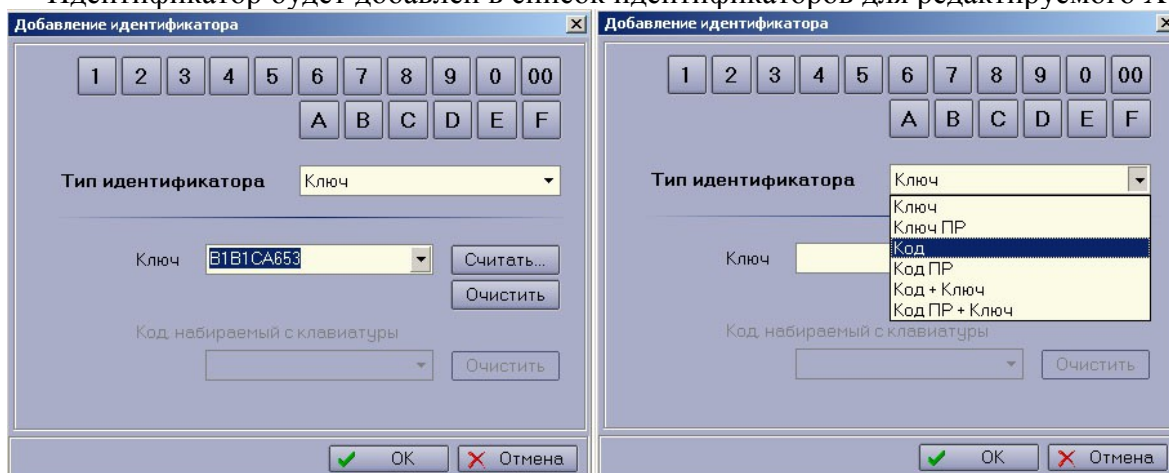 Идентификатор будет добавлен в список идентификаторов для редактируемого Х
Добавление идентификатора
1 2 3 4 5 6 7 8 9 0 00
A B C D E F
Тип идентификатора Ключ
Ключ B1B1CA653 Считать...
Очистить
Код, набираемый с клавиатуры
Очистить
OK Отмена
Добавление идентификатора
1 2 3 4 5 6 7 8 9 0 00
A B C D E F
Тип идентификатора Ключ
Ключ
Ключ ПР
Ключ Код
Код ПР
Код + Ключ
Код ПР + Ключ
Код, набираемый с клавиатуры
Очистить
OK Отмена